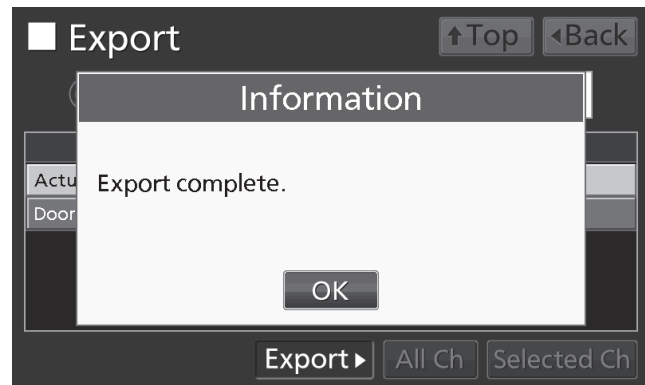 Export
↑Top
◂Back
Information
Actu
Export complete.
Door
OK
Export▸
All Ch
Selected Ch